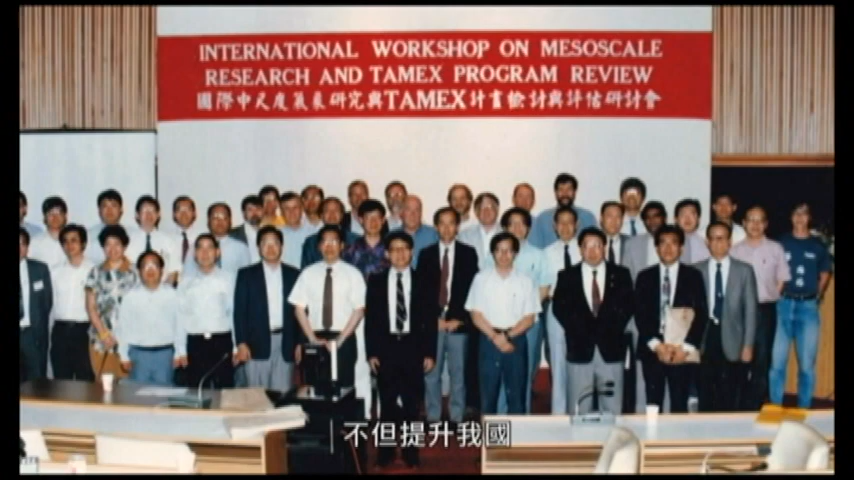 INTERNATIONAL WORKSHOP ON MESOSCALE
RESEARCH AND TAMEX PROGRAM REVIEW
國際中尺度氣象研究與TAMEX計畫檢討與評估研討會
不但提升我國